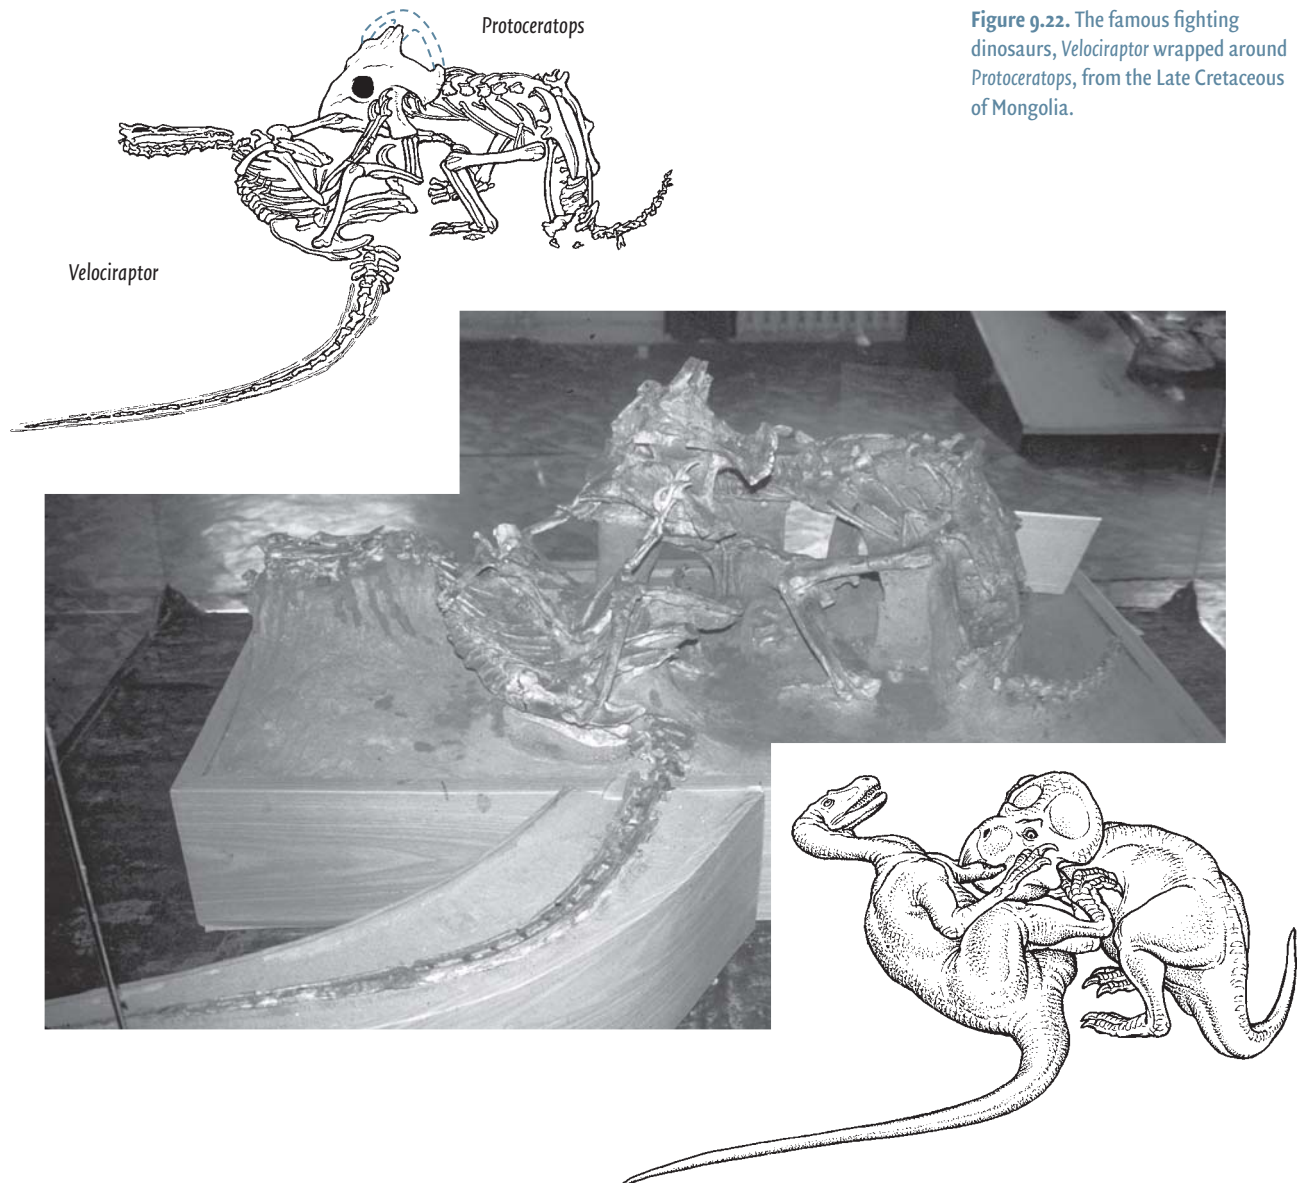 Protoceratops
Figure 9.22. The famous fighting
dinosaurs, Velociraptor wrapped around
Protoceratops, from the Late Cretaceous
of Mongolia.
Velociraptor